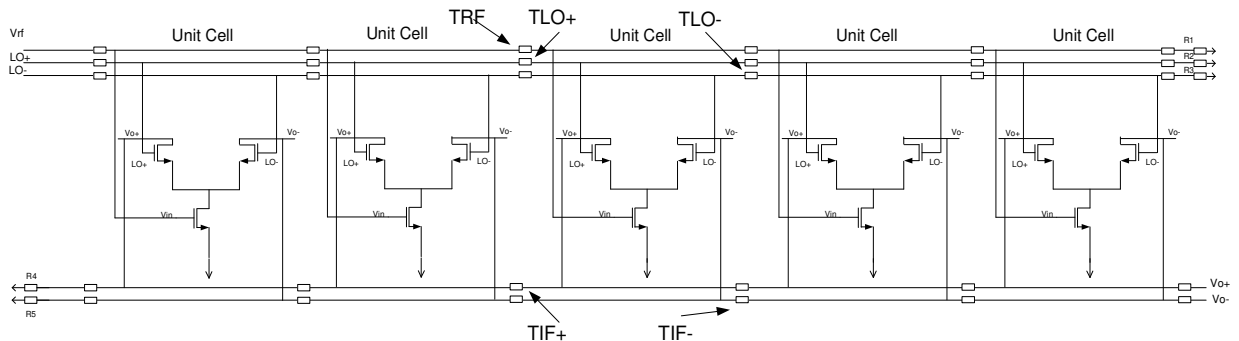 TRF TLO+ TLO-
Vrf Unit Cell Unit Cell Unit Cell Unit Cell Unit Cell R1
LO+ R2
LO- R3
Vo+ Vo- Vo+ Vo- Vo+ Vo- Vo+ Vo- Vo+ Vo-
LO+ LO- LO+ LO- LO+ LO- LO+ LO- LO+ LO-
Vin Vin Vin Vin Vin
R4 Vo+
R5 Vo-
TIF+ TIF-